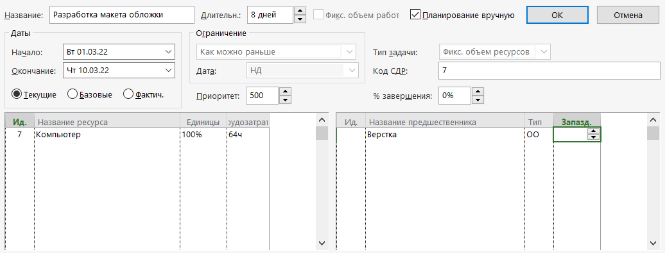 Название: Разработка макета обложки Длительн.: 8 дней Фикс. объем работ Планирование вручную ОК Отмена
Даты Ограничение
Начало: Вт 01.03.22 Как можно раньше Тип задачи: Фикс. объем ресурсов
Окончание: Чт 10.03.22 Дата: НД Код СДР: 7
Текущие Базовые Фактич. Приоритет: 500 % завершения: 0%
Ид. Название ресурса Единицы рудозатрат Ид. Название предшественника Тип Запазд.
7 Компьютер 100% 64ч Верстка ОО